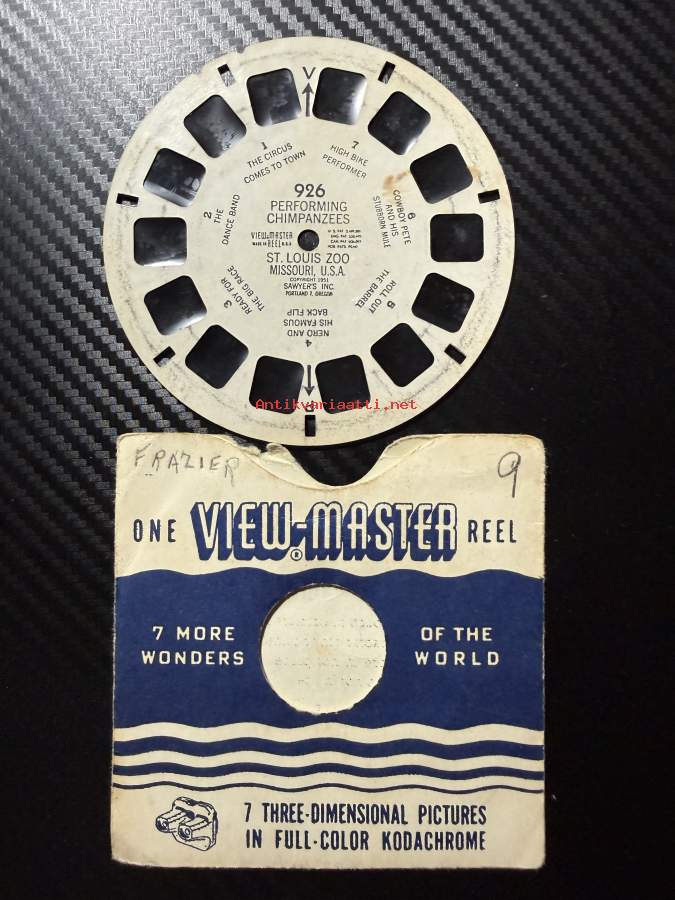 V
1
THE CIRCUS
COMES TO TOWN
7
HIGH BIKE
PERFORMER
2
THE
DANCE BAND
6
COWBOY PETE
AND HIS
STUBBORN MULE
3
READY FOR
THE BIG RACE
5
ROLL OUT
THE BARREL
4
NERO AND
HIS FAMOUS
BACK FLIP
926
PERFORMING
CHIMPANZEES
VIEW-MASTER
MADE IN REEL U.S.A.
ST. LOUIS ZOO
MISSOURI, U.S.A.
COPYRIGHT 1951
SAWYER'S INC.
PORTLAND 7, OREGON
Antikvariaatti.net
FRAZIER
9
ONE VIEW-MASTER® REEL
7 MORE
WONDERS
OF THE
WORLD
7 THREE-DIMENSIONAL PICTURES
IN FULL-COLOR KODACHROME